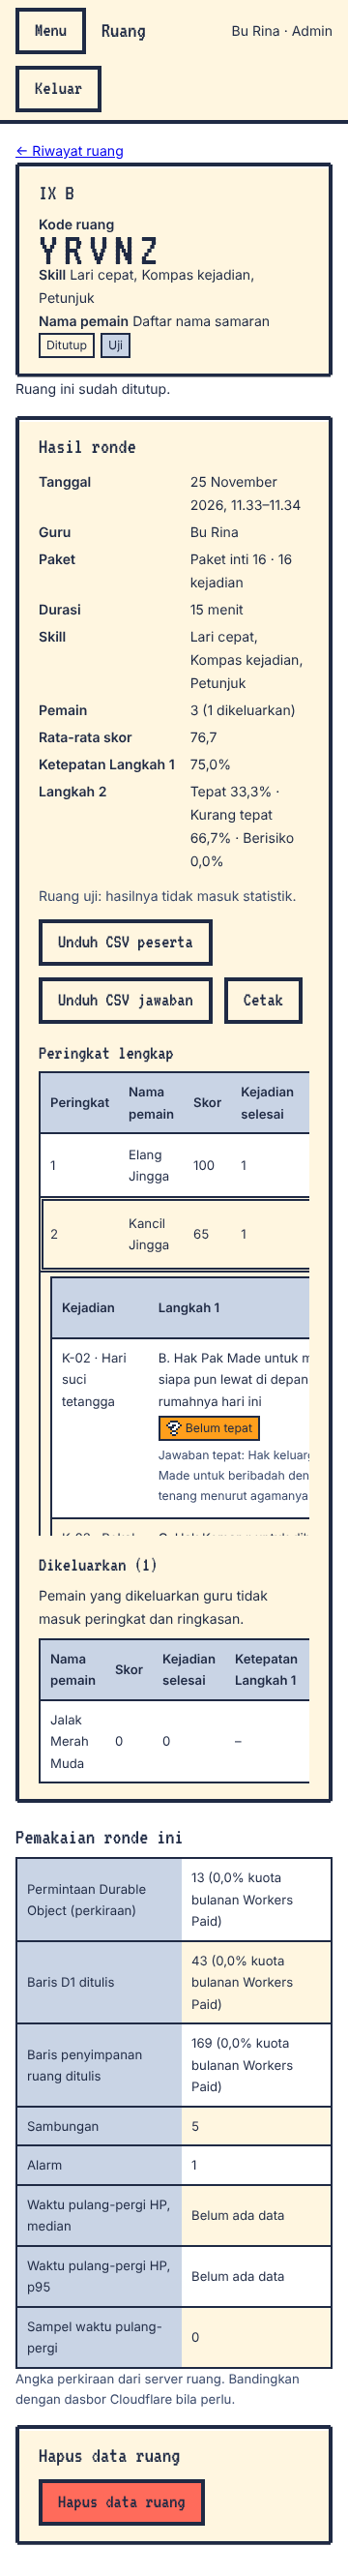 Menu
Ruang
Bu Rina · Admin
Keluar
← Riwayat ruang
IX B
Kode ruang
YRVNZ
Skill Lari cepat, Kompas kejadian,
Petunjuk
Nama pemain Daftar nama samaran
Ditutup
Uji
Ruang ini sudah ditutup.
Hasil ronde
Tanggal
25 November
2026, 11.33–11.34
Guru
Bu Rina
Paket
Paket inti 16 · 16
kejadian
Durasi
15 menit
Skill
Lari cepat,
Kompas kejadian,
Petunjuk
Pemain
3 (1 dikeluarkan)
Rata-rata skor
76,7
Ketepatan Langkah 1
75,0%
Langkah 2
Tepat 33,3% ·
Kurang tepat
66,7% · Berisiko
0,0%
Ruang uji: hasilnya tidak masuk statistik.
Unduh CSV peserta
Unduh CSV jawaban
Cetak
Peringkat lengkap
Peringkat
Nama
pemain
Skor
Kejadian
selesai
1
Elang
Jingga
100
1
2
Kancil
Jingga
65
1
Kejadian
Langkah 1
K-02 · Hari
suci
tetangga
B. Hak Pak Made untuk m
siapa pun lewat di depan
rumahnya hari ini
Belum tepat
Jawaban tepat: Hak keluarg
Made untuk beribadah den
tenang menurut agamanya
Dikeluarkan (1)
Pemain yang dikeluarkan guru tidak
masuk peringkat dan ringkasan.
Nama
pemain
Skor
Kejadian
selesai
Ketepatan
Langkah 1
Jalak
Merah
Muda
0
0
–
Pemakaian ronde ini
Permintaan Durable
Object (perkiraan)
13 (0,0% kuota
bulanan Workers
Paid)
Baris D1 ditulis
43 (0,0% kuota
bulanan Workers
Paid)
Baris penyimpanan
ruang ditulis
169 (0,0% kuota
bulanan Workers
Paid)
Sambungan
5
Alarm
1
Waktu pulang-pergi HP,
median
Belum ada data
Waktu pulang-pergi HP,
p95
Belum ada data
Sampel waktu pulang-
pergi
0
Angka perkiraan dari server ruang. Bandingkan
dengan dasbor Cloudflare bila perlu.
Hapus data ruang
Hapus data ruang